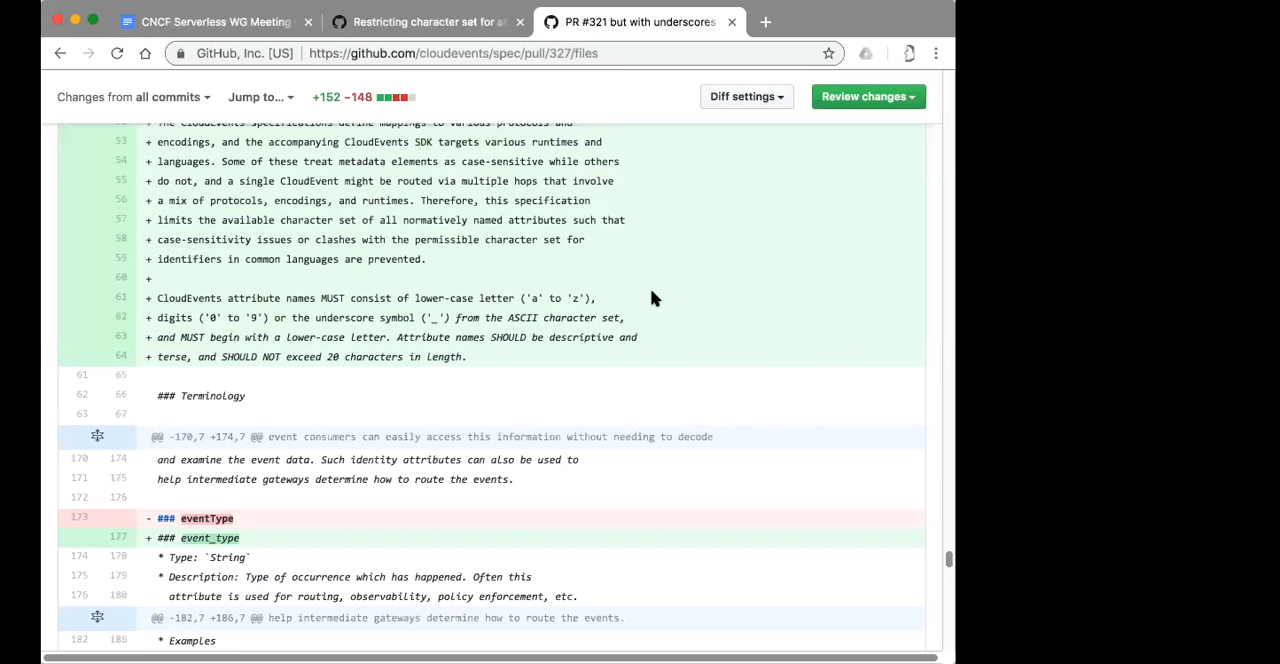 CNCF Serverless WG Meeting
Restricting character set for a
PR #321 but with underscores
GitHub, Inc. [US] https://github.com/cloudevents/spec/pull/327/files
Changes from all commits Jump to... +152 −148 Diff settings Review changes
The CloudEvents specifications define mappings to various protocols and
53 + encodings, and the accompanying CloudEvents SDK targets various runtimes and
54 + languages. Some of these treat metadata elements as case-sensitive while others
55 + do not, and a single CloudEvent might be routed via multiple hops that involve
56 + a mix of protocols, encodings, and runtimes. Therefore, this specification
57 + limits the available character set of all normatively named attributes such that
58 + case-sensitivity issues or clashes with the permissible character set for
59 + identifiers in common languages are prevented.
60 +
61 + CloudEvents attribute names MUST consist of lower-case letter ('a' to 'z'),
62 + digits ('0' to '9') or the underscore symbol ('_') from the ASCII character set,
63 + and MUST begin with a lower-case letter. Attribute names SHOULD be descriptive and
64 + terse, and SHOULD NOT exceed 20 characters in length.
61 65
62 66 ### Terminology
63 67
@@ -170,7 +174,7 @@ event consumers can easily access this information without needing to decode
170 174 and examine the event data. Such identity attributes can also be used to
171 175 help intermediate gateways determine how to route the events.
172 176
173 - ### eventType
177 + ### event_type
174 178 * Type: `String`
175 179 * Description: Type of occurrence which has happened. Often this
176 180 attribute is used for routing, observability, policy enforcement, etc.
@@ -182,7 +186,7 @@ help intermediate gateways determine how to route the events.
182 186 * Examples